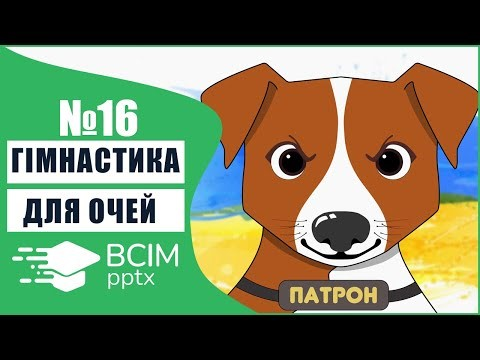 №16
ГІМНАСТИКА
ДЛЯ ОЧЕЙ
ВСІМ
pptx
ПАТРОН